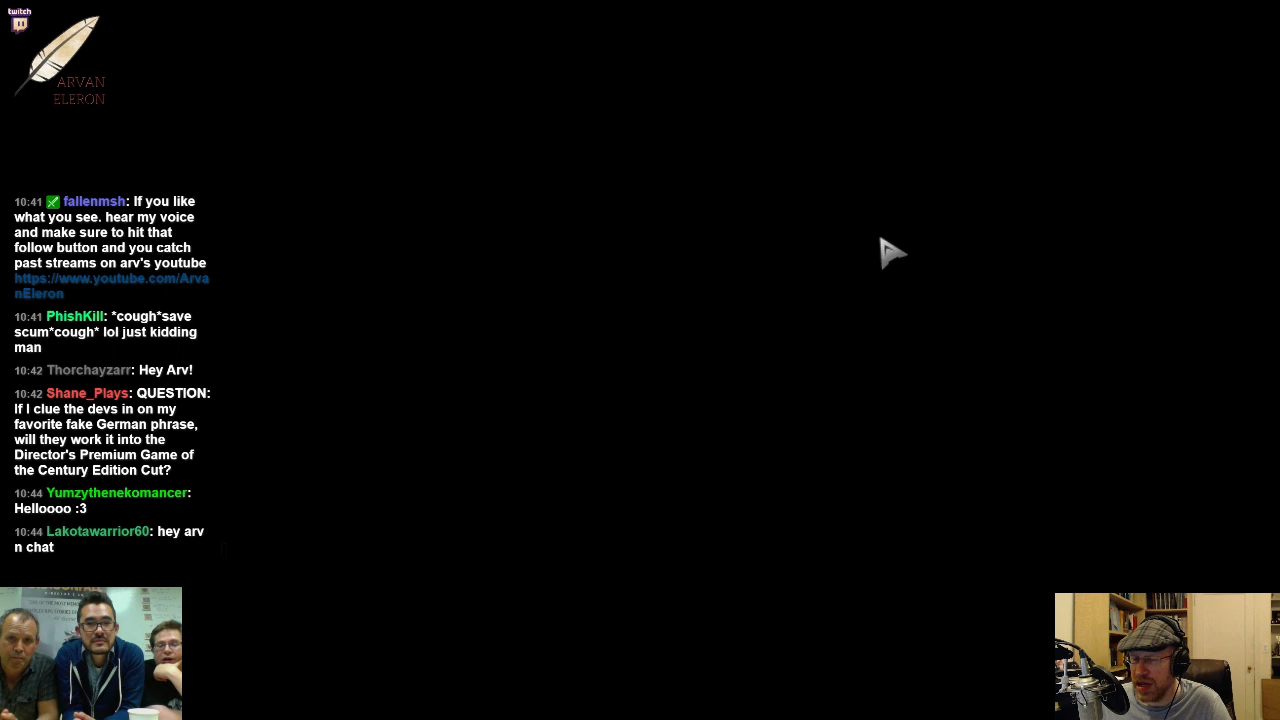 twitch
ARVAN
ELERON
10:41 fallenmsh: If you like
what you see. hear my voice
and make sure to hit that
follow button and you catch
past streams on arv's youtube
https://www.youtube.com/Arva
nEleron
10:41 PhishKill: *cough*save
scum*cough* lol just kidding
man
10:42 Thorchayzarr: Hey Arv!
10:42 Shane_Plays: QUESTION:
If I clue the devs in on my
favorite fake German phrase,
will they work it into the
Director's Premium Game of
the Century Edition Cut?
10:44 Yumzythenekomancer:
Helloooo :3
10:44 Lakotawarrior60: hey arv
n chat